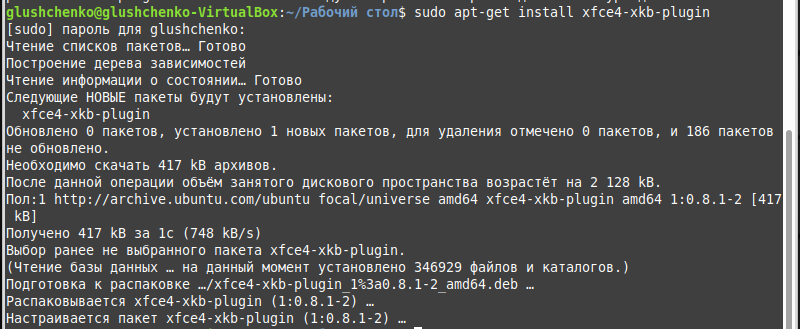 glushchenko@glushchenko-VirtualBox:~/Рабочий стол$ sudo apt-get install xfce4-xkb-plugin
[sudo] пароль для glushchenko:
Чтение списков пакетов… Готово
Построение дерева зависимостей
Чтение информации о состоянии… Готово
Следующие НОВЫЕ пакеты будут установлены:
  xfce4-xkb-plugin
Обновлено 0 пакетов, установлено 1 новых пакетов, для удаления отмечено 0 пакетов, и 186 пакетов
не обновлено.
Необходимо скачать 417 kB архивов.
После данной операции объём занятого дискового пространства возрастёт на 2 128 kB.
Пол:1 http://archive.ubuntu.com/ubuntu focal/universe amd64 xfce4-xkb-plugin amd64 1:0.8.1-2 [417
 kB]
Получено 417 kB за 1с (748 kB/s)
Выбор ранее не выбранного пакета xfce4-xkb-plugin.
(Чтение базы данных … на данный момент установлено 346929 файлов и каталогов.)
Подготовка к распаковке …/xfce4-xkb-plugin_1%3a0.8.1-2_amd64.deb …
Распаковывается xfce4-xkb-plugin (1:0.8.1-2) …
Настраивается пакет xfce4-xkb-plugin (1:0.8.1-2) …